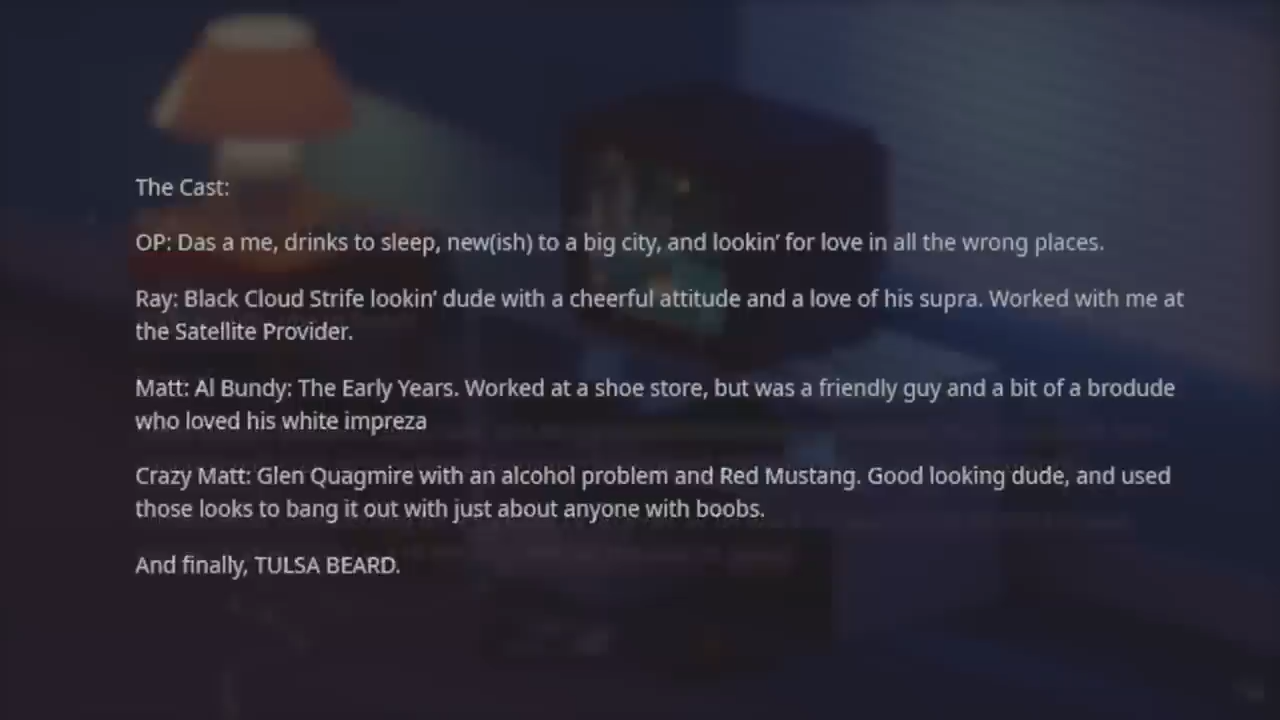 The Cast:
OP: Das a me, drinks to sleep, new(ish) to a big city, and lookin’ for love in all the wrong places.
Ray: Black Cloud Strife lookin’ dude with a cheerful attitude and a love of his supra. Worked with me at
the Satellite Provider.
Matt: Al Bundy: The Early Years. Worked at a shoe store, but was a friendly guy and a bit of a brodude
who loved his white impreza
Crazy Matt: Glen Quagmire with an alcohol problem and Red Mustang. Good looking dude, and used
those looks to bang it out with just about anyone with boobs.
And finally, TULSA BEARD.